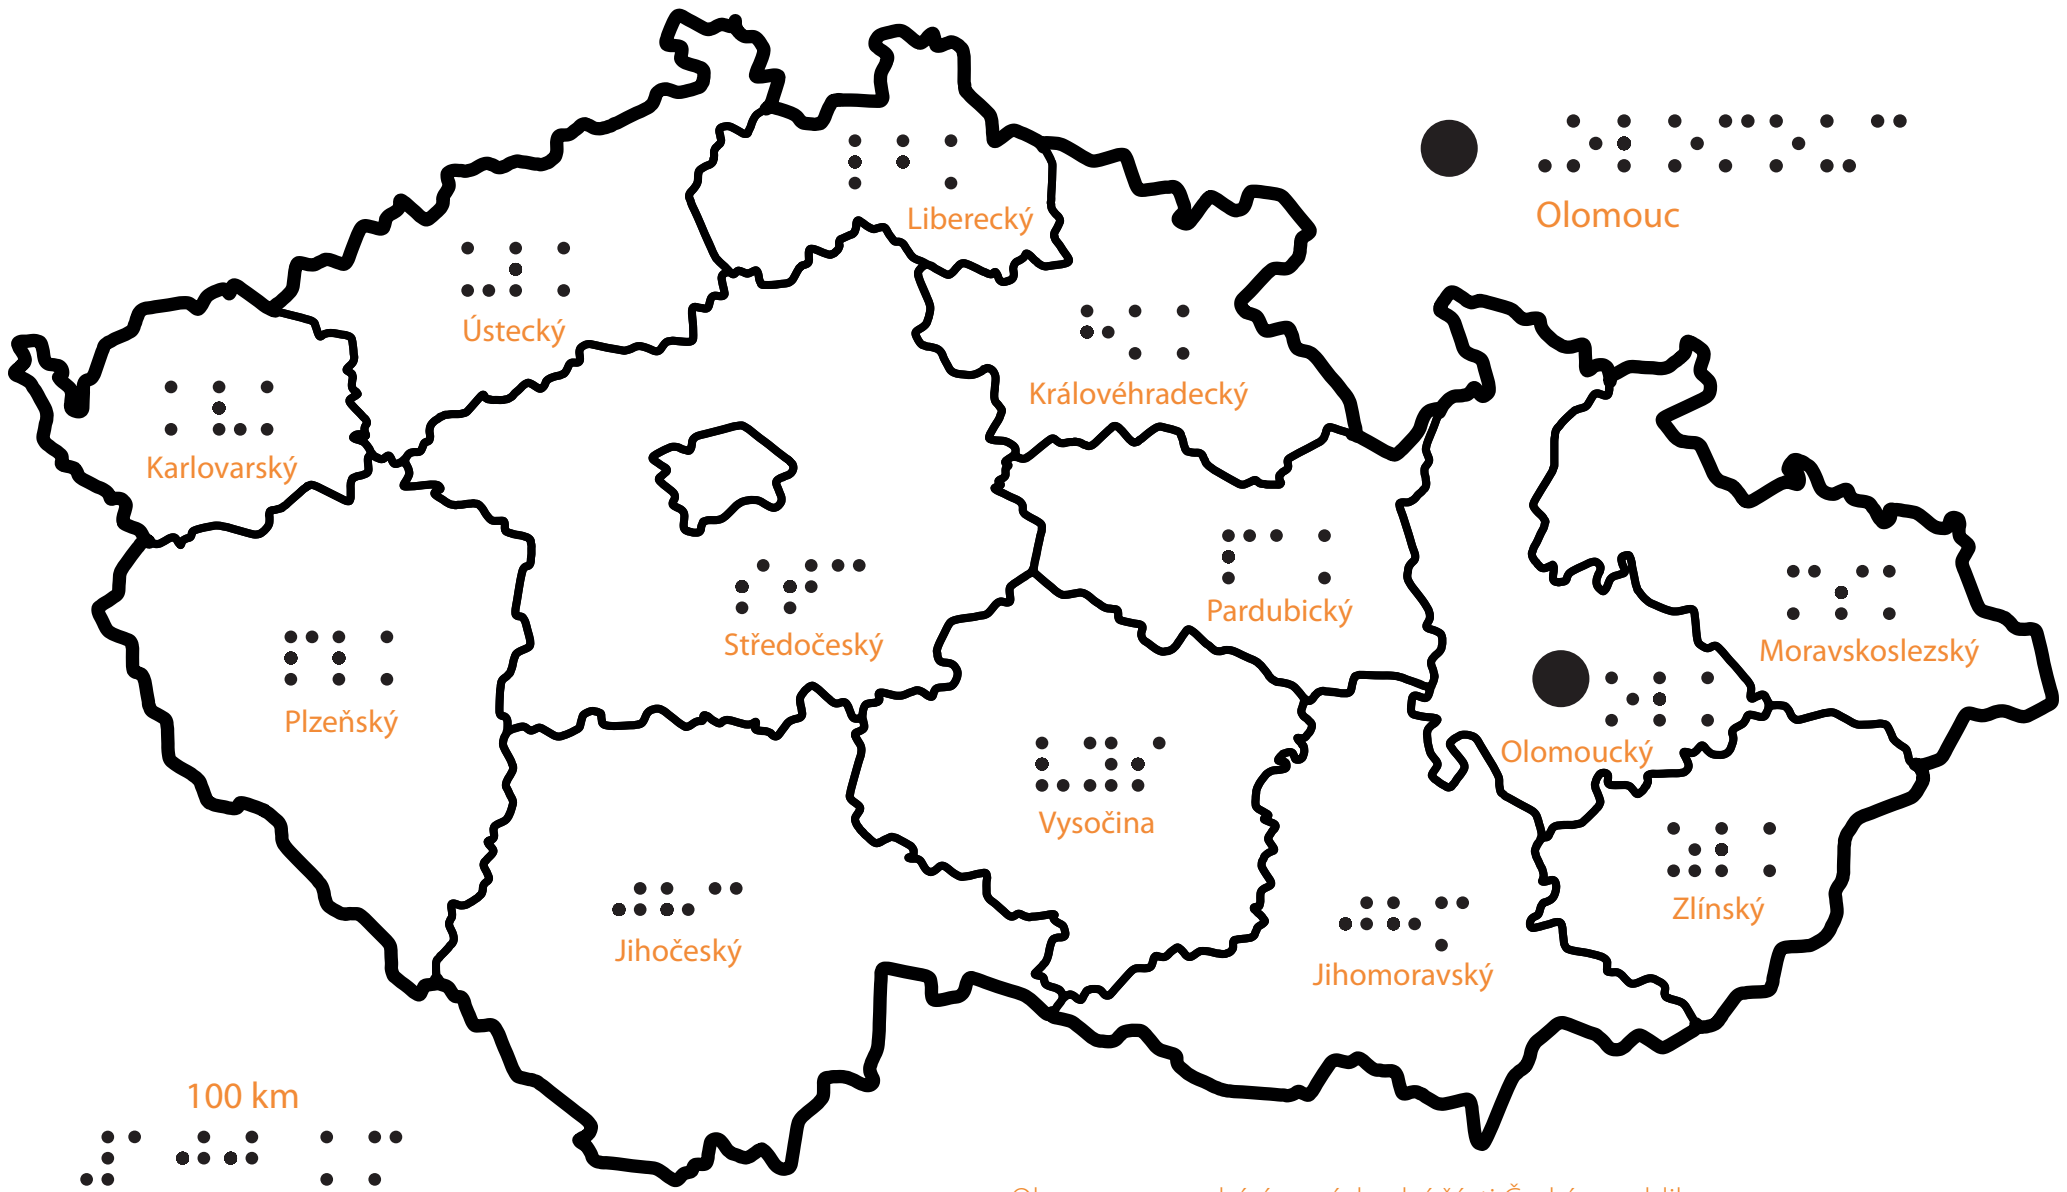 Liberecký
Olomouc
Ústecký
Královéhradecký
Karlovarský
Pardubický
Středočeský
Moravskoslezský
Plzeňský
Olomoucký
Vysočina
Zlínský
Jihočeský
Jihomoravský
100 km